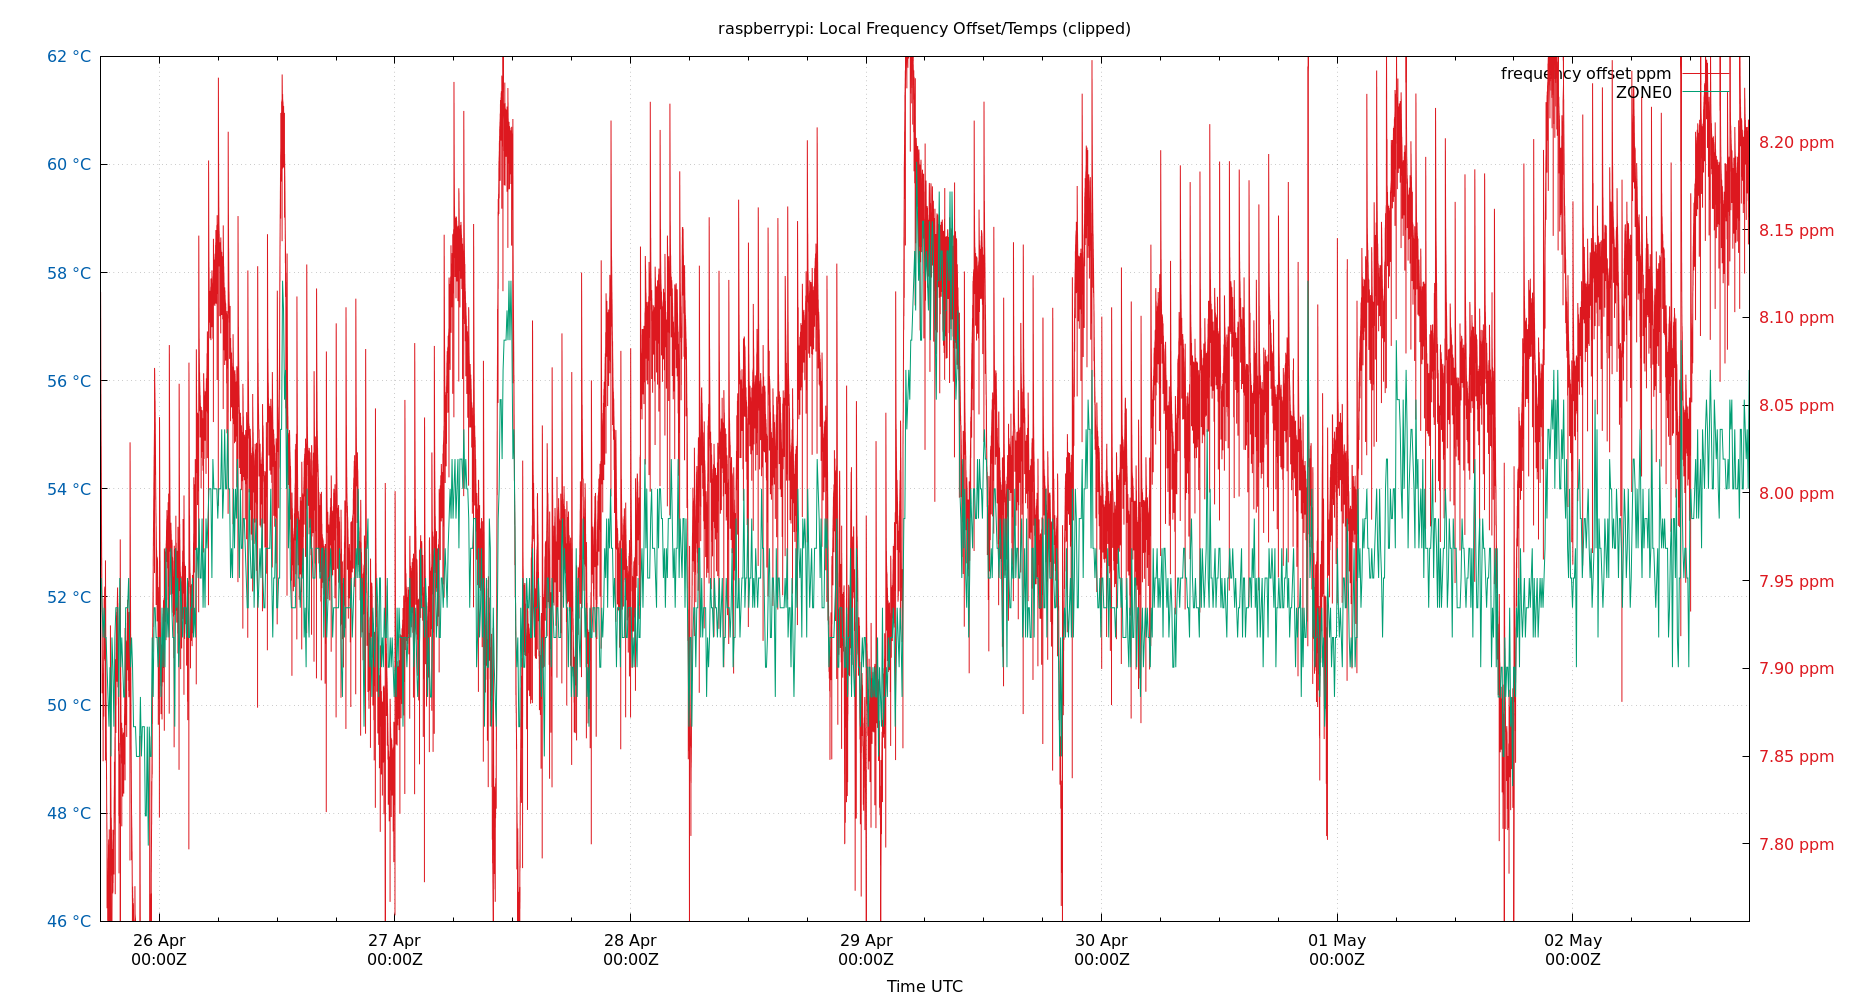 raspberrypi: Local Frequency Offset/Temps (clipped)
frequency offset ppm
ZONE0
62 °C
60 °C
58 °C
56 °C
54 °C
52 °C
50 °C
48 °C
46 °C
8.20 ppm
8.15 ppm
8.10 ppm
8.05 ppm
8.00 ppm
7.95 ppm
7.90 ppm
7.85 ppm
7.80 ppm
26 Apr
00:00Z
27 Apr
00:00Z
28 Apr
00:00Z
29 Apr
00:00Z
30 Apr
00:00Z
01 May
00:00Z
02 May
00:00Z
Time UTC